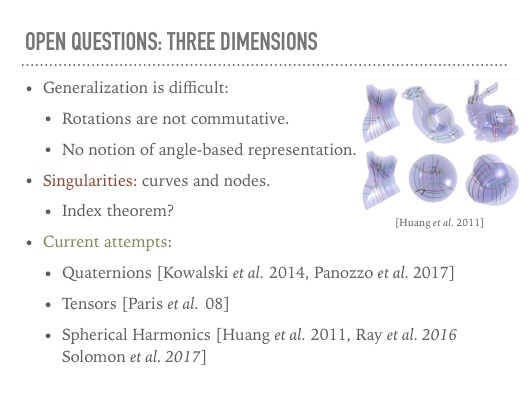 OPEN QUESTIONS: THREE DIMENSIONS
• Generalization is difficult:
• Rotations are not commutative.
• No notion of angle-based representation.
• Singularities: curves and nodes.
• Index theorem?
[Huang et al. 2011]
• Current attempts:
• Quaternions [Kowalski et al. 2014, Panozzo et al. 2017]
• Tensors [Paris et al. 08]
• Spherical Harmonics [Huang et al. 2011, Ray et al. 2016
Solomon et al. 2017]